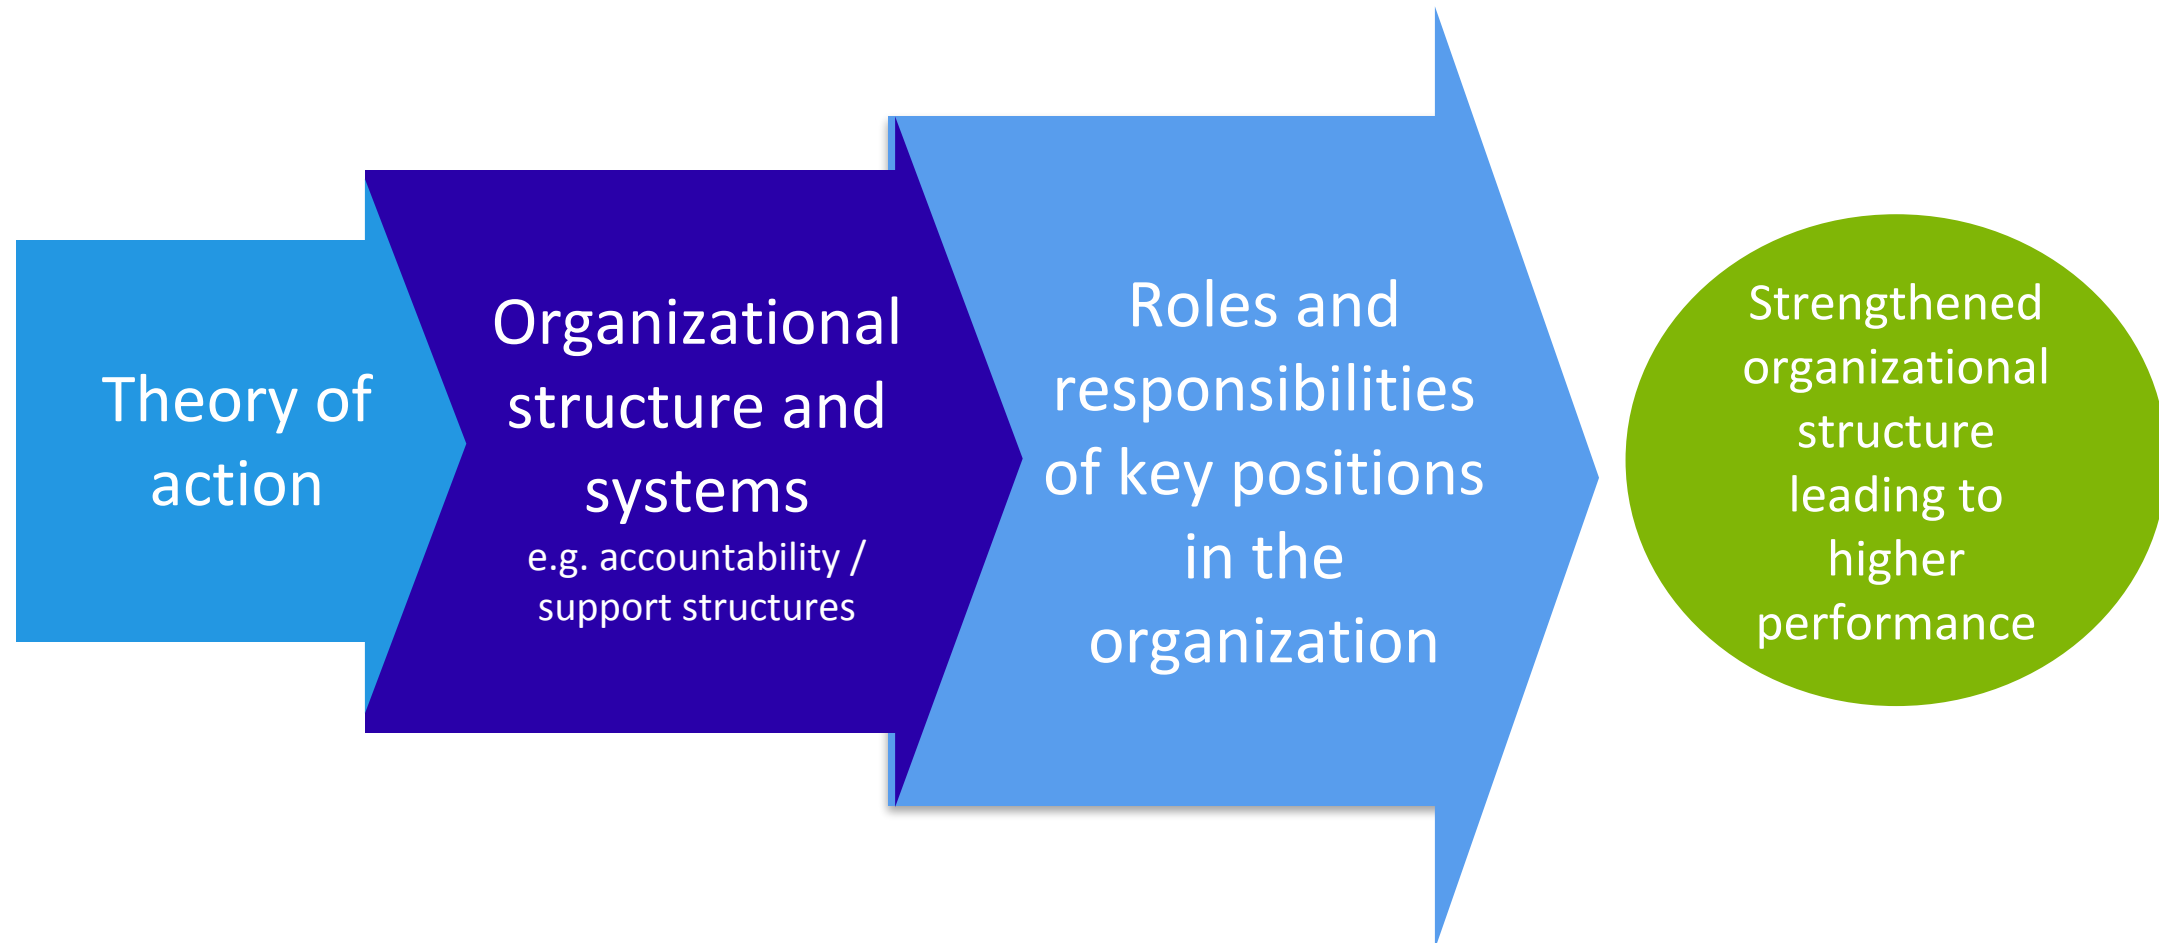 Theory of
action
Organizational
structure and
systems
e.g. accountability /
support structures
Roles and
responsibilities
of key positions
in the
organization
Strengthened
organizational
structure
leading to
higher
performance